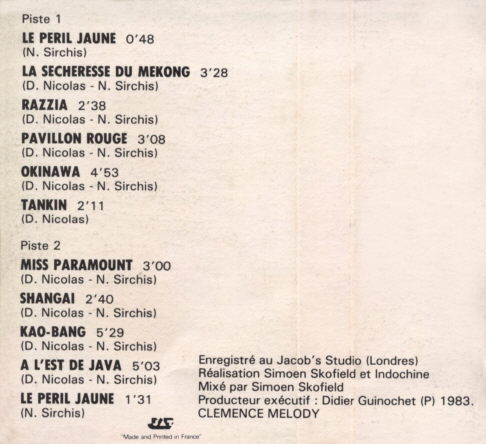 Piste 1
LE PERIL JAUNE 0'48
(N. Sirchis)
LA SECHERESSE DU MEKONG 3'28
(D. Nicolas - N. Sirchis)
RAZZIA 2'38
(D. Nicolas - N. Sirchis)
PAVILLON ROUGE 3'08
(D. Nicolas - N. Sirchis)
OKINAWA 4'53
(D. Nicolas - N. Sirchis)
TANKIN 2'11
(D. Nicolas)
Piste 2
MISS PARAMOUNT 3'00
(D. Nicolas - N. Sirchis)
SHANGAI 2'40
(D. Nicolas - N. Sirchis)
KAO-BANG 5'29
(D. Nicolas - N. Sirchis)
A L'EST DE JAVA 5'03
(D. Nicolas - N. Sirchis)
LE PERIL JAUNE 1'31
(N. Sirchis)
Enregistré au Jacob's Studio (Londres)
Réalisation Simoen Skofield et Indochine
Mixé par Simoen Skofield
Producteur exécutif : Didier Guinochet (P) 1983.
CLEMENCE MELODY
"Made and Printed in France"